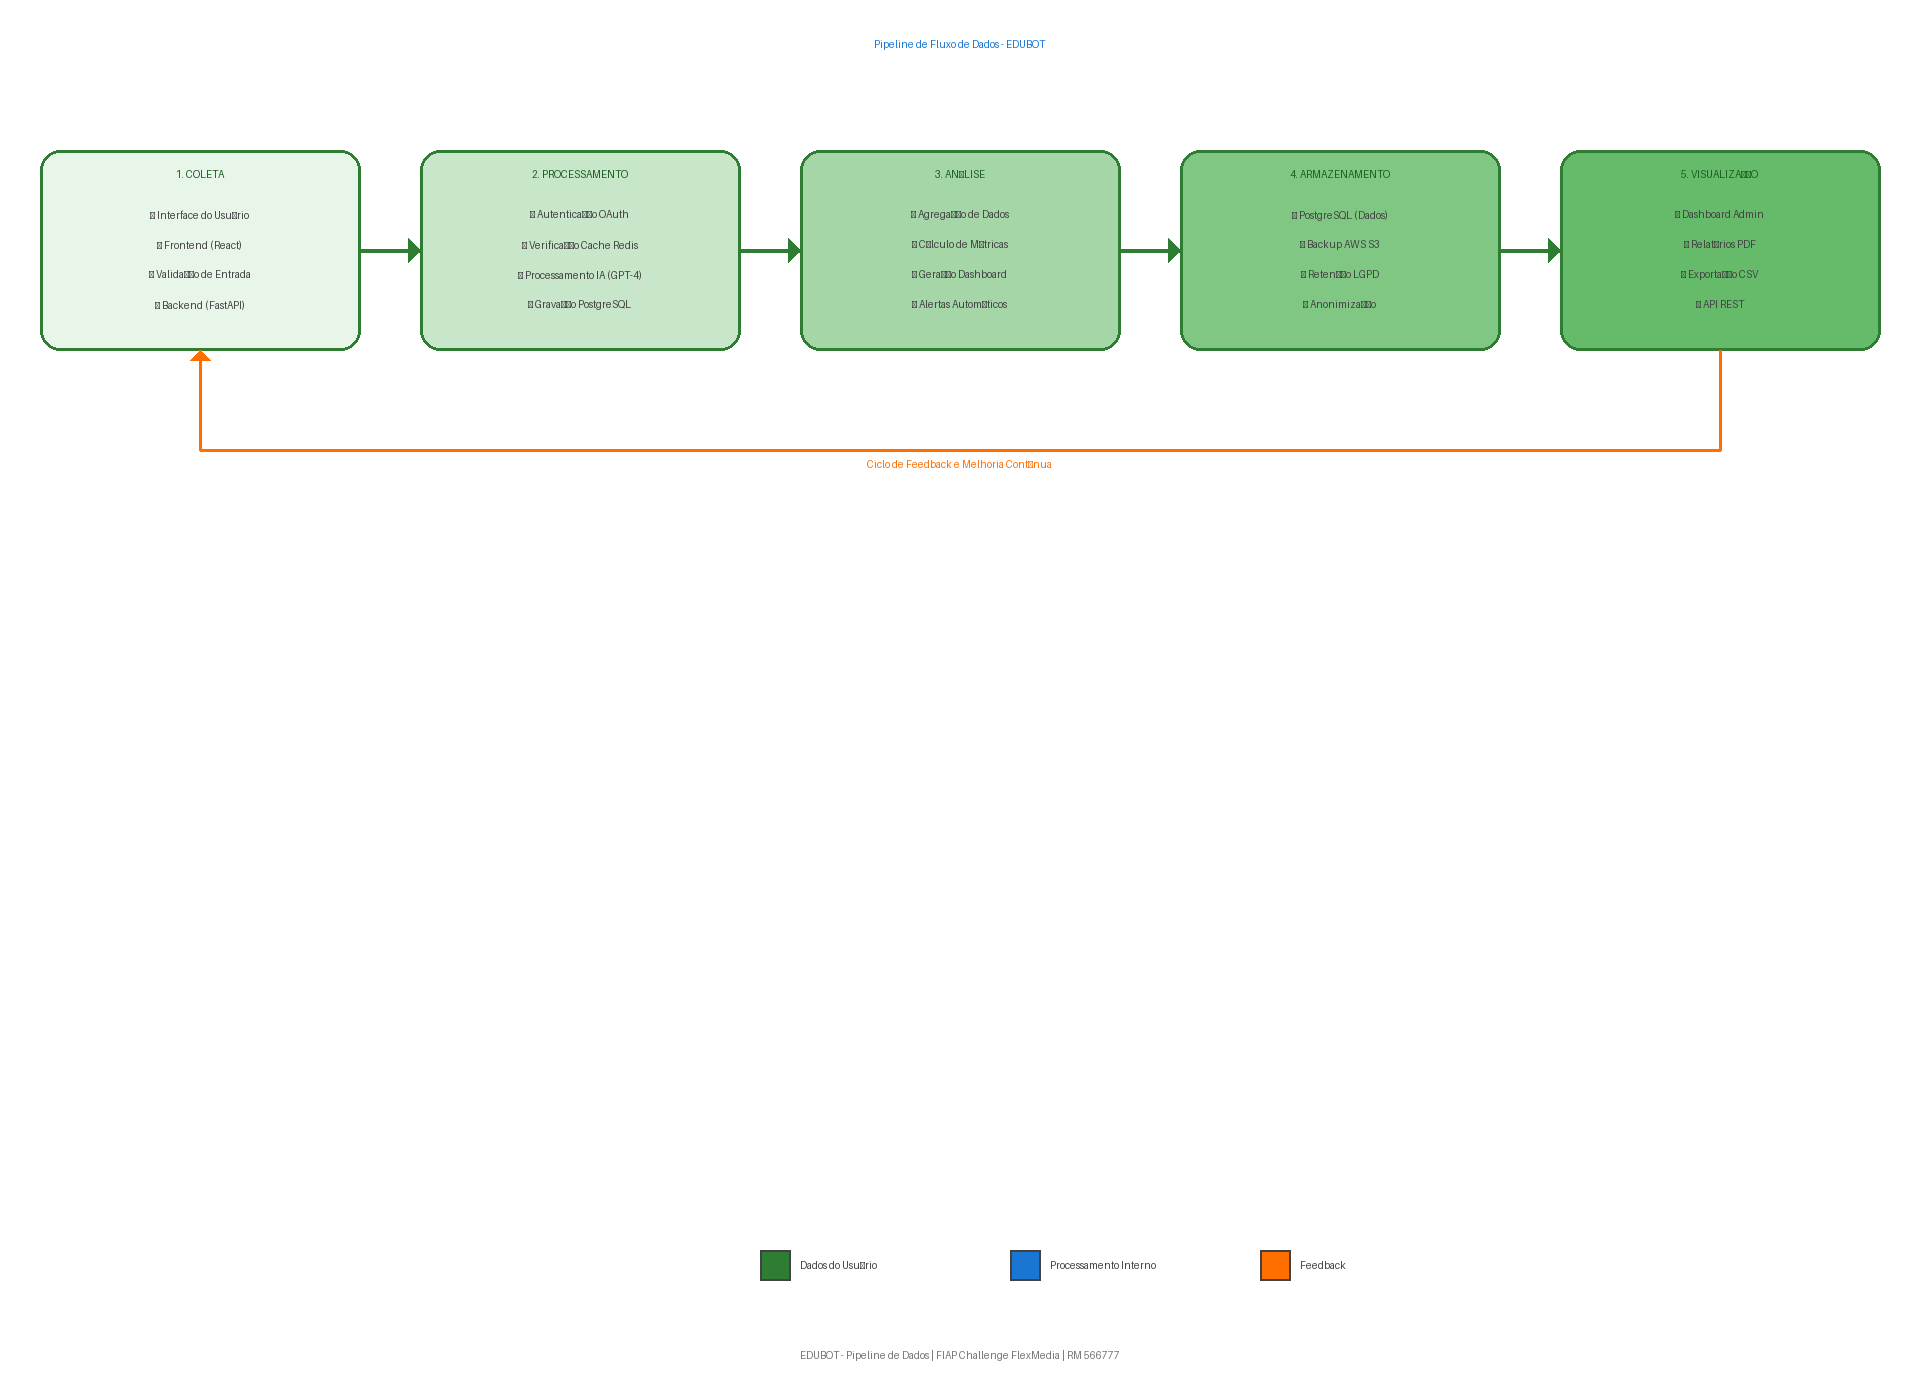 Pipeline de Fluxo de Dados - EDUBOT
1. COLETA
□ Interface do Usu□rio
□ Frontend (React)
□ Valida□□o de Entrada
□ Backend (FastAPI)
2. PROCESSAMENTO
□ Autentica□□o OAuth
□ Verifica□□o Cache Redis
□ Processamento IA (GPT-4)
□ Grava□□o PostgreSQL
3. AN□LISE
□ Agrega□□o de Dados
□ C□lculo de M□tricas
□ Gera□□o Dashboard
□ Alertas Autom□ticos
4. ARMAZENAMENTO
□ PostgreSQL (Dados)
□ Backup AWS S3
□ Reten□□o LGPD
□ Anonimiza□□o
5. VISUALIZA□□O
□ Dashboard Admin
□ Relat□rios PDF
□ Exporta□□o CSV
□ API REST
Ciclo de Feedback e Melhoria Cont□nua
Dados do Usu□rio
Processamento Interno
Feedback
EDUBOT - Pipeline de Dados | FIAP Challenge FlexMedia | RM 566777